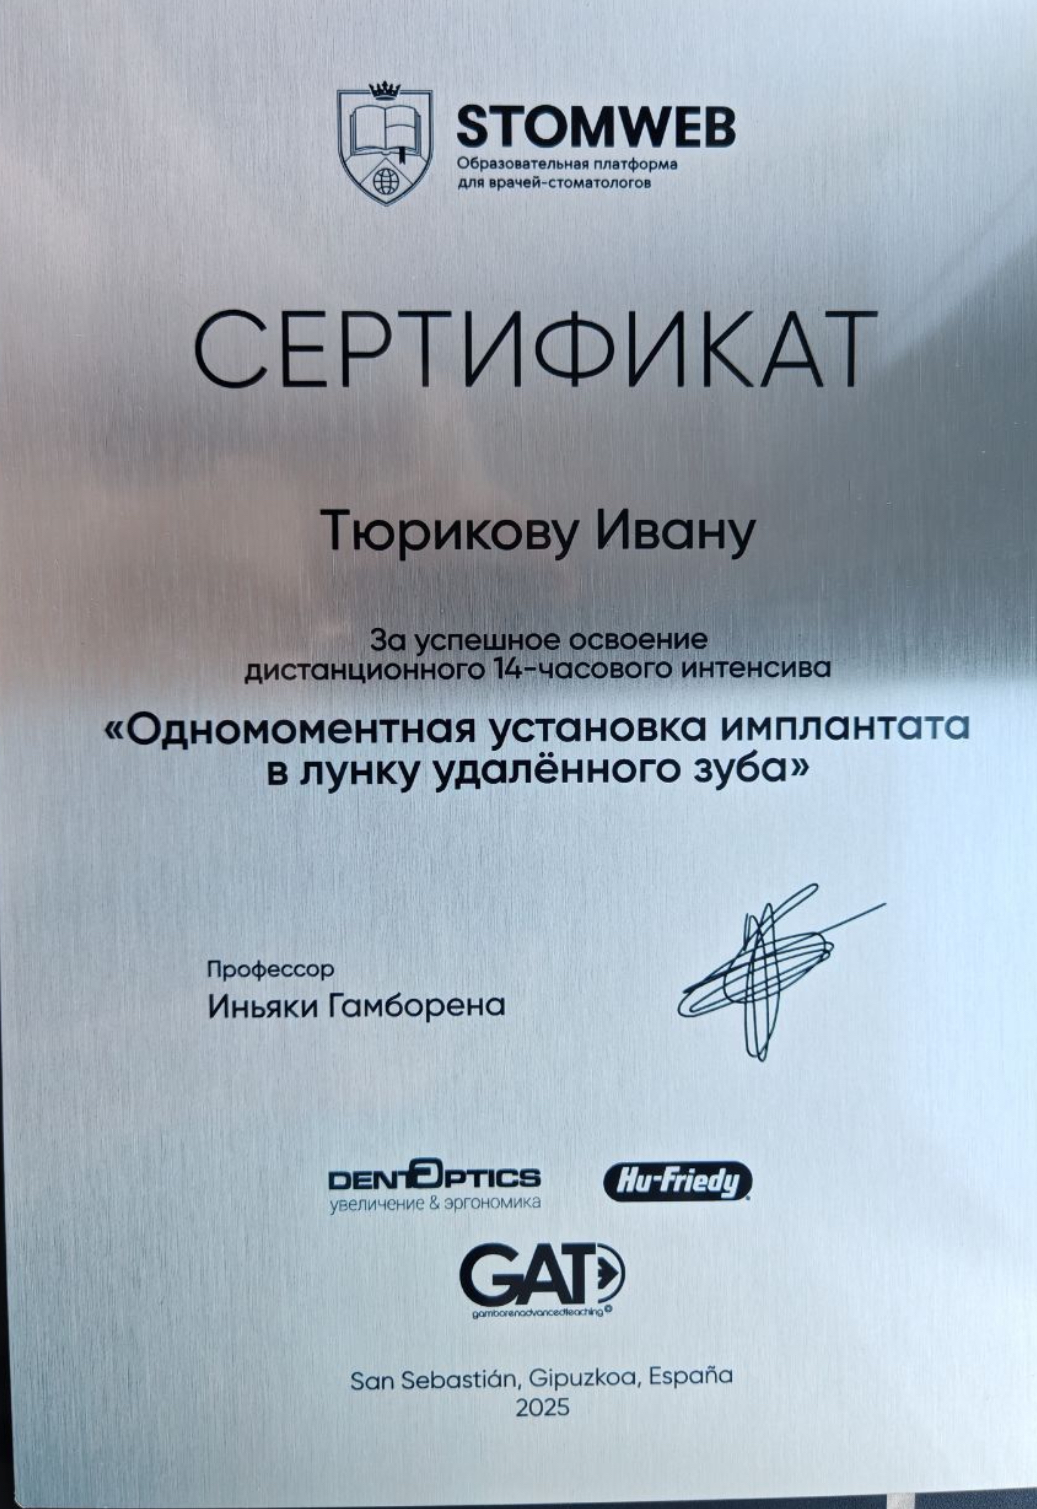 STOMWEB
Образовательная платформа
для врачей-стоматологов
СЕРТИФИКАТ
Тюрикову Ивану
За успешное освоение
дистанционного 14-часового интенсива
«Одномоментная установка имплантата
в лунку удалённого зуба»
Профессор
Иньяки Гамборена
DENTOPTICS
увеличение & эргономика
Hu-Friedy
GAT
gamborenadvancedteaching
San Sebastián, Gipuzkoa, España
2025